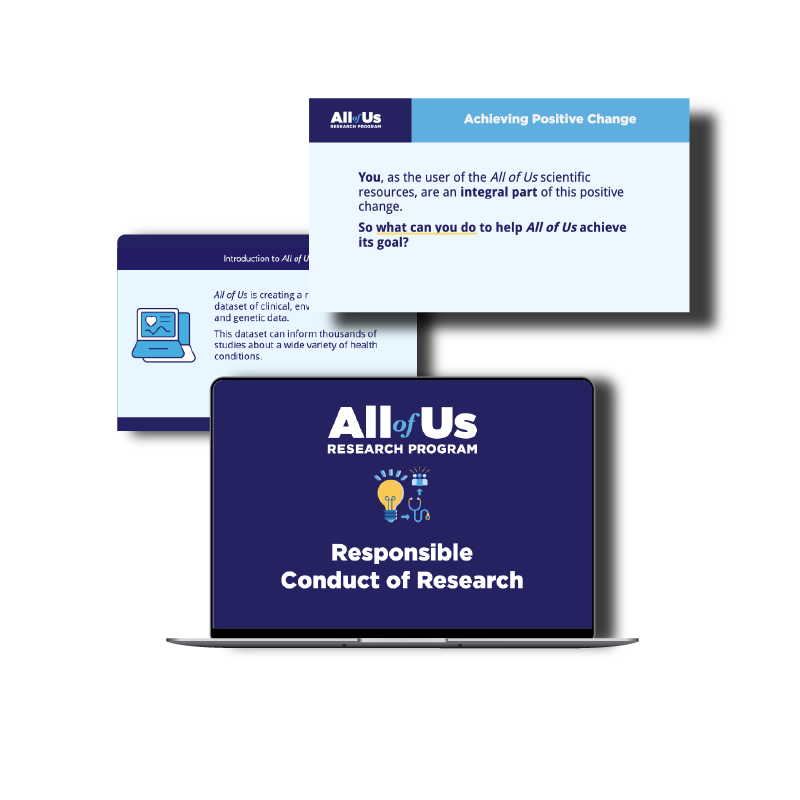 All of Us
RESEARCH PROGRAM
Achieving Positive Change
You, as the user of the All of Us scientific
resources, are an integral part of this positive
change.
So what can you do to help All of Us achieve
its goal?
Introduction to All of U
All of Us is creating a r
dataset of clinical, env
and genetic data.
This dataset can inform thousands of
studies about a wide variety of health
conditions.
All of Us
RESEARCH PROGRAM
Responsible
Conduct of Research